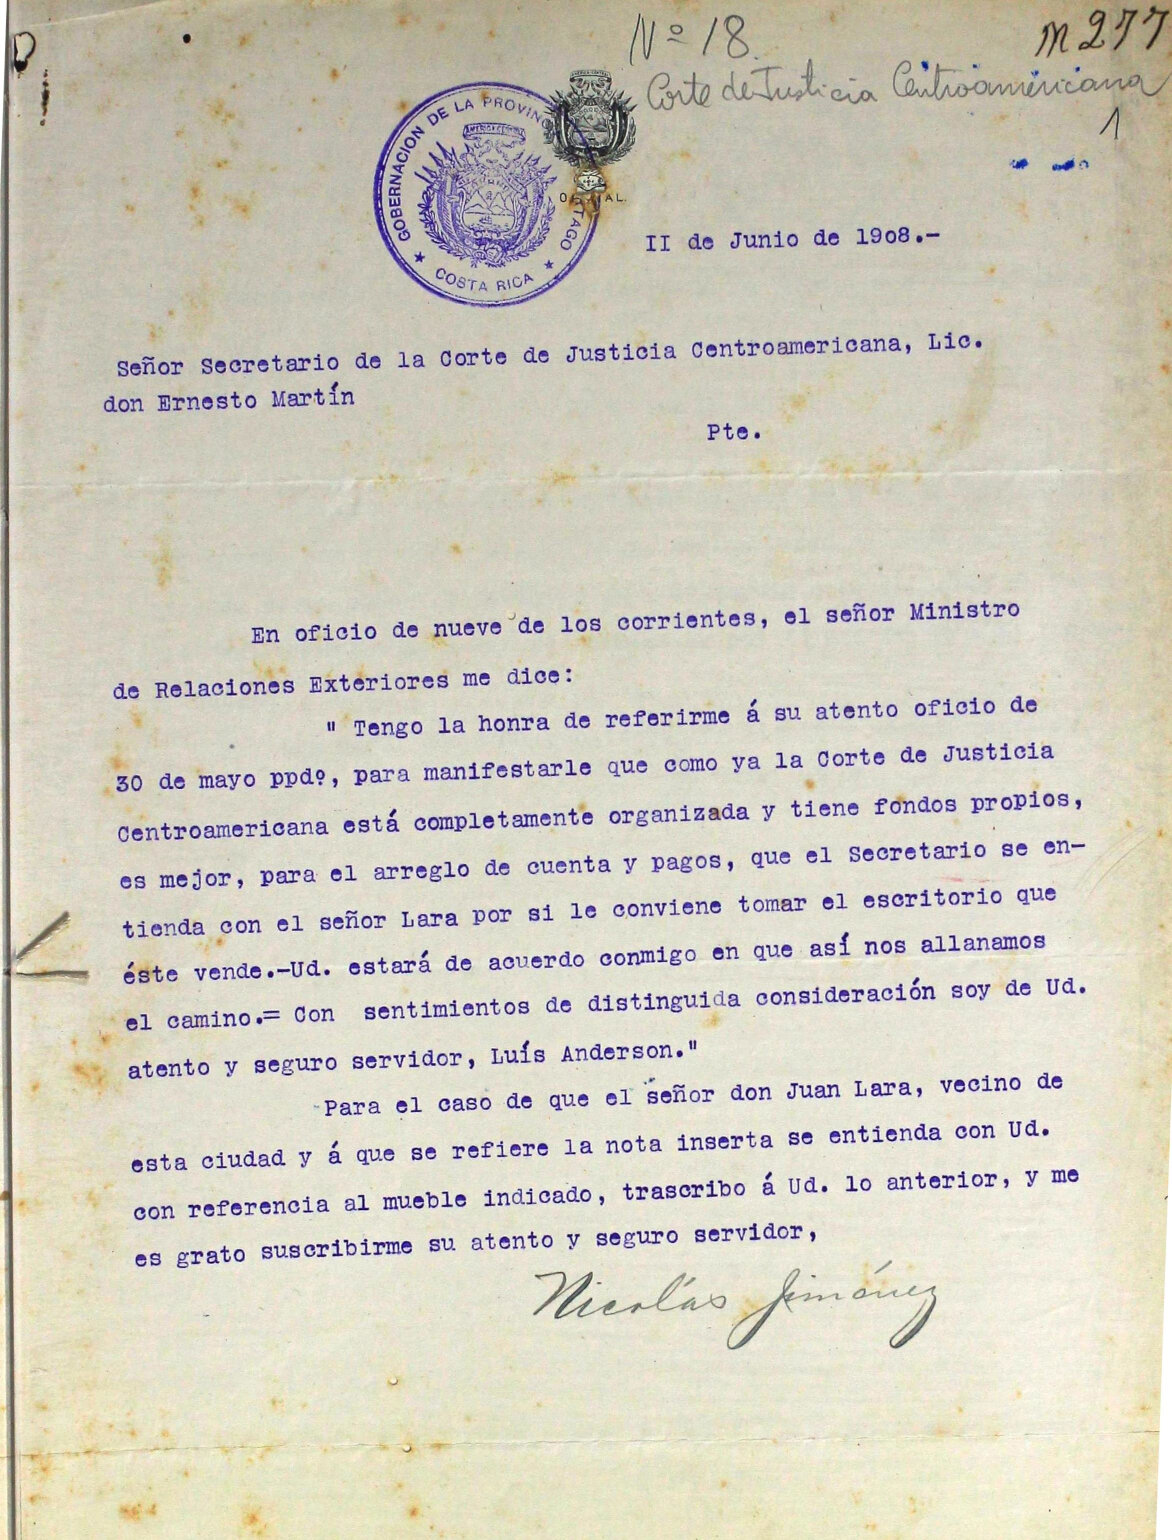 Nº 18
m 277
Corte de Justicia Centroamericana
1
GOBERNACION DE LA PROVINC TAGO
AMERICA CENTRAL
COSTA RICA
II de Junio de 1908.-
Señor Secretario de la Corte de Justicia Centroamericana, Lic.
don Ernesto Martín
Pte.
En oficio de nueve de los corrientes, el señor Ministro
de Relaciones Exteriores me dice:
" Tengo la honra de referirme á su atento oficio de
30 de mayo ppdº, para manifestarle que como ya la Corte de Justicia
Centroamericana está completamente organizada y tiene fondos propios,
es mejor, para el arreglo de cuenta y pagos, que el Secretario se en-
tienda con el señor Lara por si le conviene tomar el escritorio que
éste vende.-Ud. estará de acuerdo conmigo en que así nos allanamos
el camino.= Con sentimientos de distinguida consideración soy de Ud.
atento y seguro servidor, Luís Anderson."
Para el caso de que el señor don Juan Lara, vecino de
esta ciudad y á que se refiere la nota inserta se entienda con Ud.
con referencia al mueble indicado, trascribo á Ud. lo anterior, y me
es grato suscribirme su atento y seguro servidor,
Nicolás Jiménez